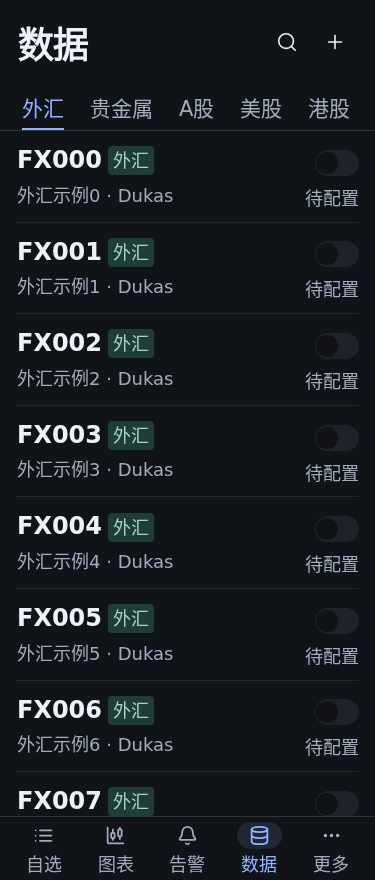 数据
外汇 贵金属 A股 美股 港股
FX000 外汇
外汇示例0 · Dukas 待配置
FX001 外汇
外汇示例1 · Dukas 待配置
FX002 外汇
外汇示例2 · Dukas 待配置
FX003 外汇
外汇示例3 · Dukas 待配置
FX004 外汇
外汇示例4 · Dukas 待配置
FX005 外汇
外汇示例5 · Dukas 待配置
FX006 外汇
外汇示例6 · Dukas 待配置
FX007 外汇
自选 图表 告警 数据 更多